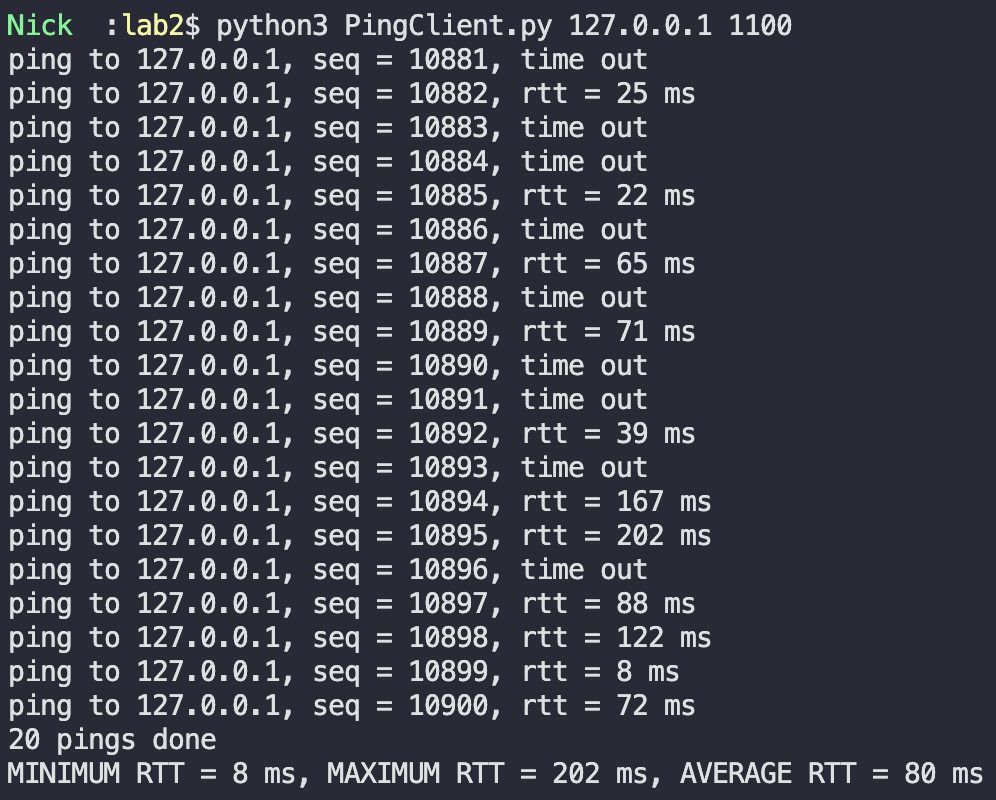 Nick  :lab2$ python3 PingClient.py 127.0.0.1 1100
ping to 127.0.0.1, seq = 10881, time out
ping to 127.0.0.1, seq = 10882, rtt = 25 ms
ping to 127.0.0.1, seq = 10883, time out
ping to 127.0.0.1, seq = 10884, time out
ping to 127.0.0.1, seq = 10885, rtt = 22 ms
ping to 127.0.0.1, seq = 10886, time out
ping to 127.0.0.1, seq = 10887, rtt = 65 ms
ping to 127.0.0.1, seq = 10888, time out
ping to 127.0.0.1, seq = 10889, rtt = 71 ms
ping to 127.0.0.1, seq = 10890, time out
ping to 127.0.0.1, seq = 10891, time out
ping to 127.0.0.1, seq = 10892, rtt = 39 ms
ping to 127.0.0.1, seq = 10893, time out
ping to 127.0.0.1, seq = 10894, rtt = 167 ms
ping to 127.0.0.1, seq = 10895, rtt = 202 ms
ping to 127.0.0.1, seq = 10896, time out
ping to 127.0.0.1, seq = 10897, rtt = 88 ms
ping to 127.0.0.1, seq = 10898, rtt = 122 ms
ping to 127.0.0.1, seq = 10899, rtt = 8 ms
ping to 127.0.0.1, seq = 10900, rtt = 72 ms
20 pings done
MINIMUM RTT = 8 ms, MAXIMUM RTT = 202 ms, AVERAGE RTT = 80 ms